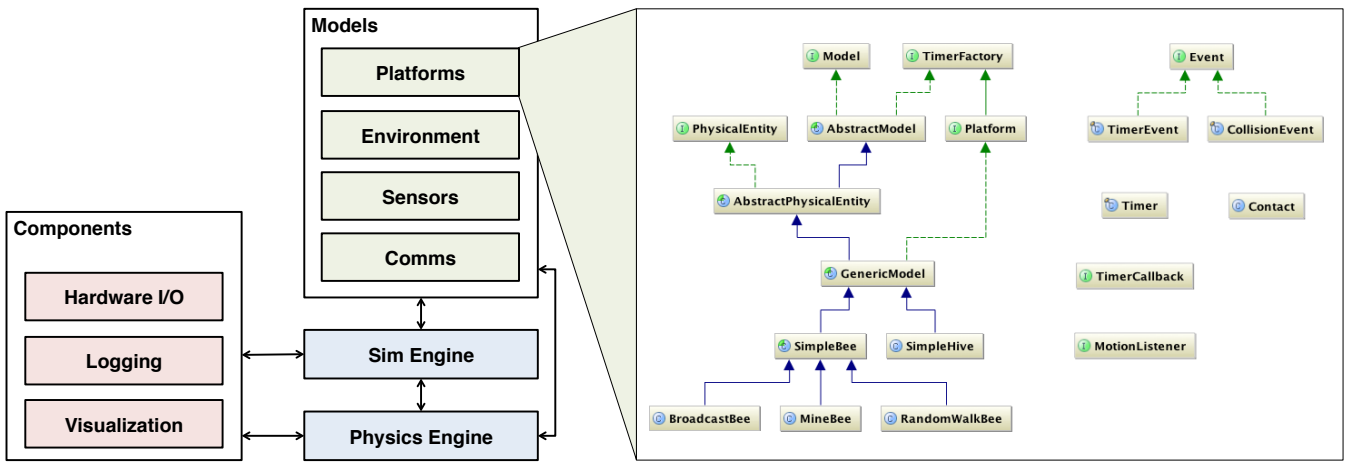 Models
Platforms
Environment
Sensors
Comms
Components
Hardware I/O
Logging
Visualization
Sim Engine
Physics Engine
I Model
I TimerFactory
I Event
I PhysicalEntity
C AbstractModel
I Platform
C TimerEvent
C CollisionEvent
C AbstractPhysicalEntity
C Timer
C Contact
C GenericModel
I TimerCallback
C SimpleBee
C SimpleHive
I MotionListener
C BroadcastBee
C MineBee
C RandomWalkBee